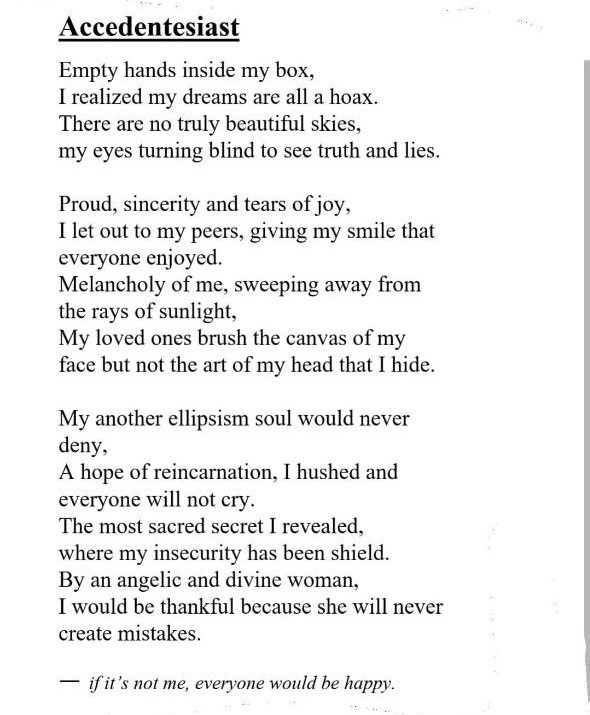 Accedentesiast
Empty hands inside my box,
I realized my dreams are all a hoax.
There are no truly beautiful skies,
my eyes turning blind to see truth and lies.
Proud, sincerity and tears of joy,
I let out to my peers, giving my smile that
everyone enjoyed.
Melancholy of me, sweeping away from
the rays of sunlight,
My loved ones brush the canvas of my
face but not the art of my head that I hide.
My another ellipsism soul would never
deny,
A hope of reincarnation, I hushed and
everyone will not cry.
The most sacred secret I revealed,
where my insecurity has been shield.
By an angelic and divine woman,
I would be thankful because she will never
create mistakes.
— if it’s not me, everyone would be happy.